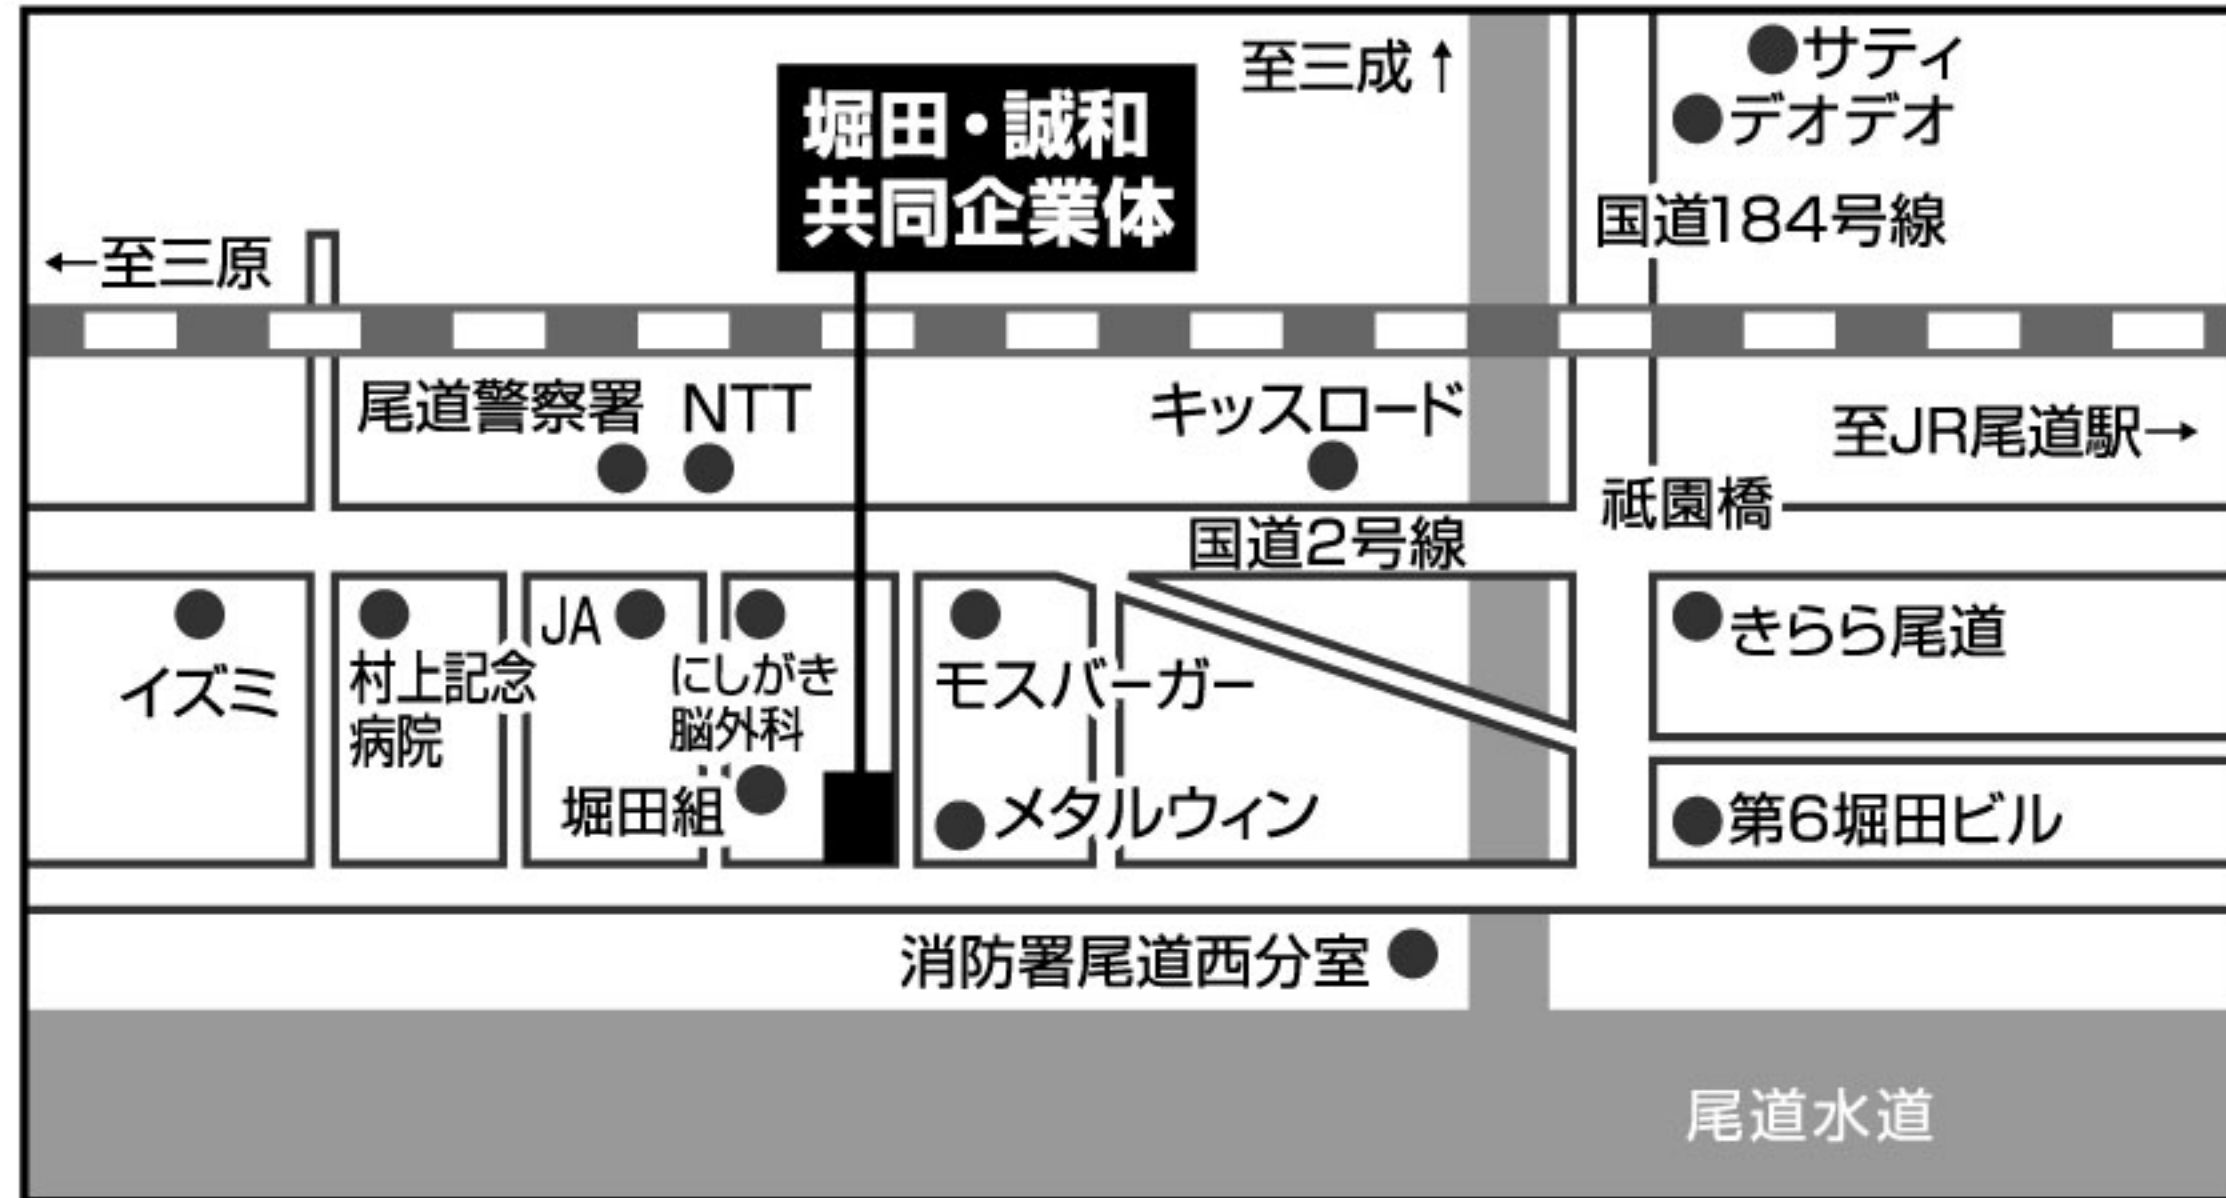 サティ
至三成↑
デオデオ
堀田・誠和
共同企業体
国道184号線
←至三原
尾道警察署
NTT
キッスロード
至JR尾道駅→
祇園橋
国道2号線
イズミ
村上記念
病院
JA
にしがき
脳外科
モスバーガー
きらら尾道
堀田組
メタルウィン
第6堀田ビル
消防署尾道西分室
尾道水道